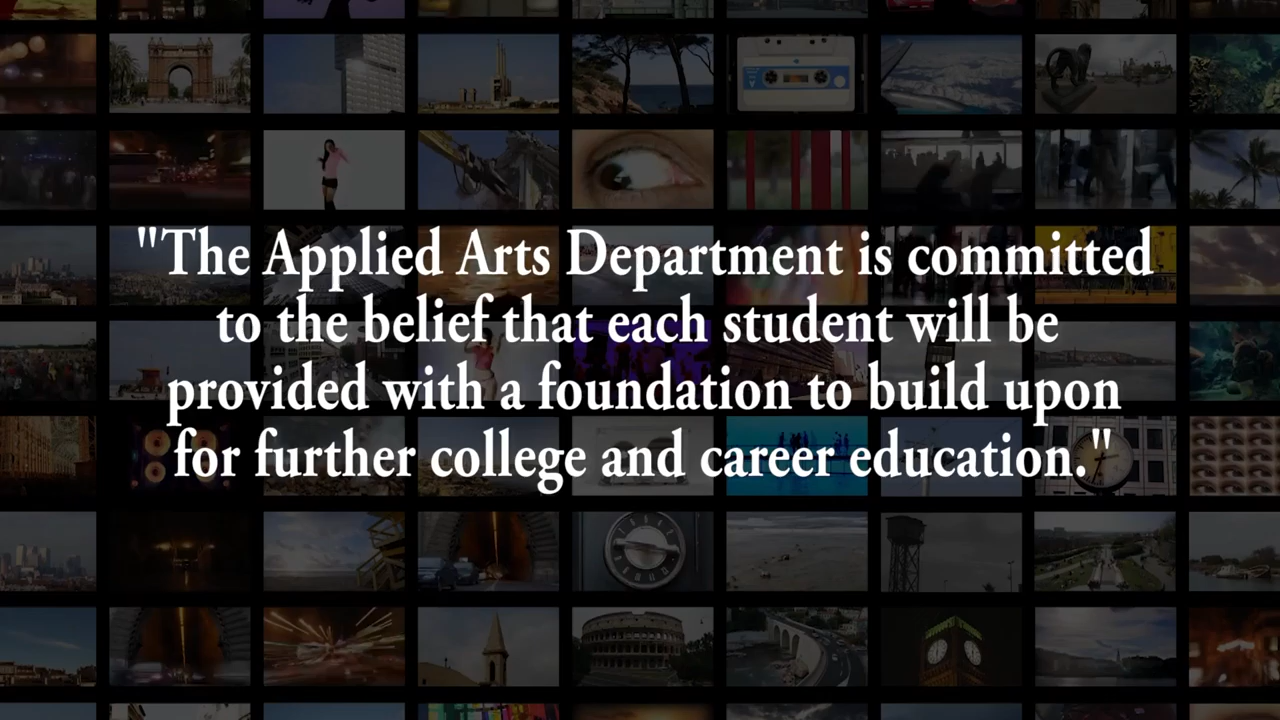 "The Applied Arts Department is committed
to the belief that each student will be
provided with a foundation to build upon
for further college and career education."